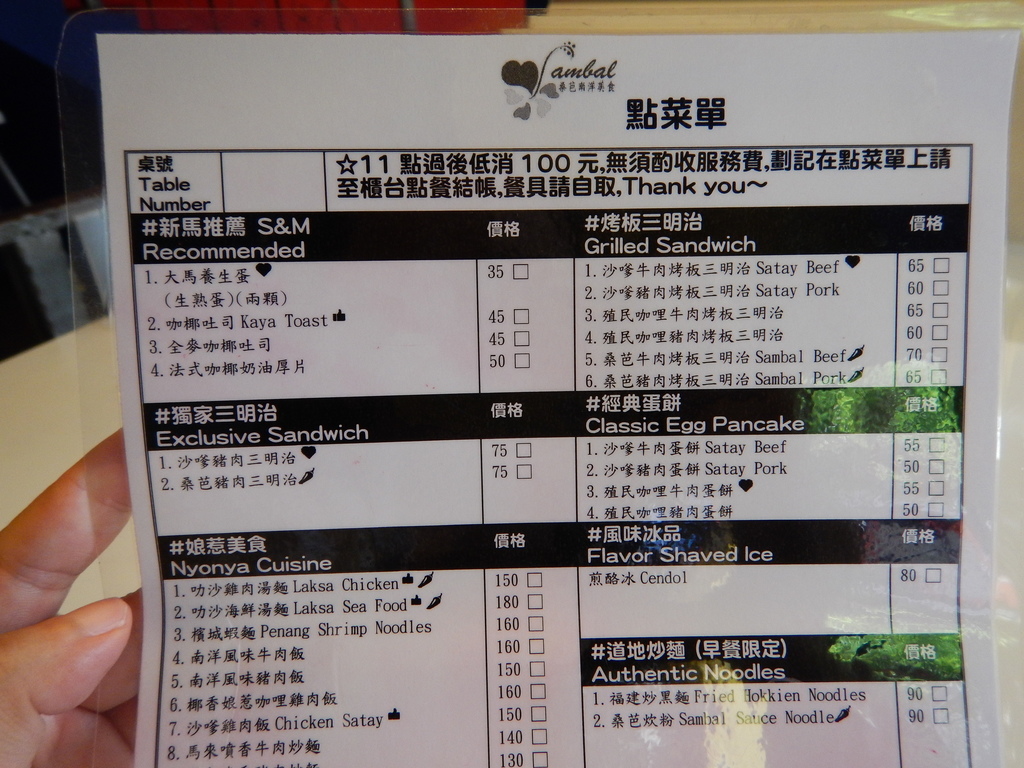 Sambal
桑芭南洋美食
點菜單
桌號
Table
Number
☆11 點過後低消 100 元,無須酌收服務費,劃記在點菜單上請
至櫃台點餐結帳,餐具請自取,Thank you～
#新馬推薦 S&M 價格
Recommended
1. 大馬養生蛋♥ 35 □
(生熟蛋)(兩顆)
2. 咖椰吐司 Kaya Toast 45 □
3. 全麥咖椰吐司 45 □
4. 法式咖椰奶油厚片 50 □
#獨家三明治 價格
Exclusive Sandwich
1. 沙嗲豬肉三明治♥ 75 □
2. 桑芭豬肉三明治 75 □
#娘惹美食 價格
Nyonya Cuisine
1. 叻沙雞肉湯麵 Laksa Chicken 150 □
2. 叻沙海鮮湯麵 Laksa Sea Food 180 □
3. 檳城蝦麵 Penang Shrimp Noodles 160 □
4. 南洋風味牛肉飯 160 □
5. 南洋風味豬肉飯 150 □
6. 椰香娘惹咖哩雞肉飯 160 □
7. 沙嗲雞肉飯 Chicken Satay 150 □
8. 馬來噴香牛肉炒麵 140 □
130 □
#烤板三明治 價格
Grilled Sandwich
1. 沙嗲牛肉烤板三明治 Satay Beef♥ 65 □
2. 沙嗲豬肉烤板三明治 Satay Pork 60 □
3. 殖民咖哩牛肉烤板三明治 65 □
4. 殖民咖哩豬肉烤板三明治 60 □
5. 桑芭牛肉烤板三明治 Sambal Beef 70 □
6. 桑芭豬肉烤板三明治 Sambal Pork 65 □
#經典蛋餅 價格
Classic Egg Pancake
1. 沙嗲牛肉蛋餅 Satay Beef 55 □
2. 沙嗲豬肉蛋餅 Satay Pork 50 □
3. 殖民咖哩牛肉蛋餅♥ 55 □
4. 殖民咖哩豬肉蛋餅 50 □
#風味冰品 價格
Flavor Shaved Ice
煎酪冰 Cendol 80 □
#道地炒麵 (早餐限定) 價格
Authentic Noodles
1. 福建炒黑麵 Fried Hokkien Noodles 90 □
2. 桑芭炊粉 Sambal Sauce Noodle 90 □